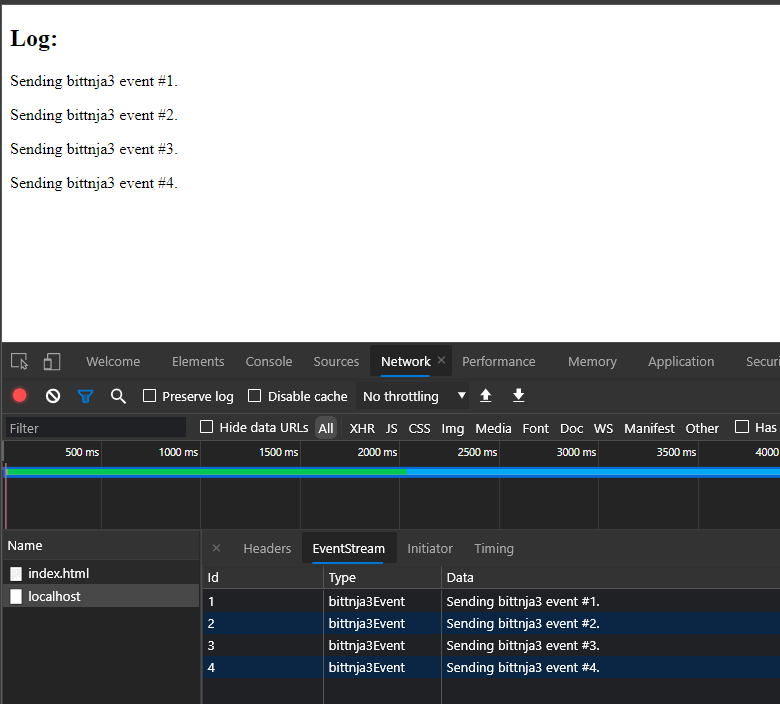 Log:
Sending bittnja3 event #1.
Sending bittnja3 event #2.
Sending bittnja3 event #3.
Sending bittnja3 event #4.
Welcome Elements Console Sources Network Performance Memory Application Securi
Preserve log Disable cache No throttling
Filter Hide data URLs All XHR JS CSS Img Media Font Doc WS Manifest Other Has
500 ms 1000 ms 1500 ms 2000 ms 2500 ms 3000 ms 3500 ms 4000
Name Headers EventStream Initiator Timing
index.html
localhost
Id Type Data
1 bittnja3Event Sending bittnja3 event #1.
2 bittnja3Event Sending bittnja3 event #2.
3 bittnja3Event Sending bittnja3 event #3.
4 bittnja3Event Sending bittnja3 event #4.